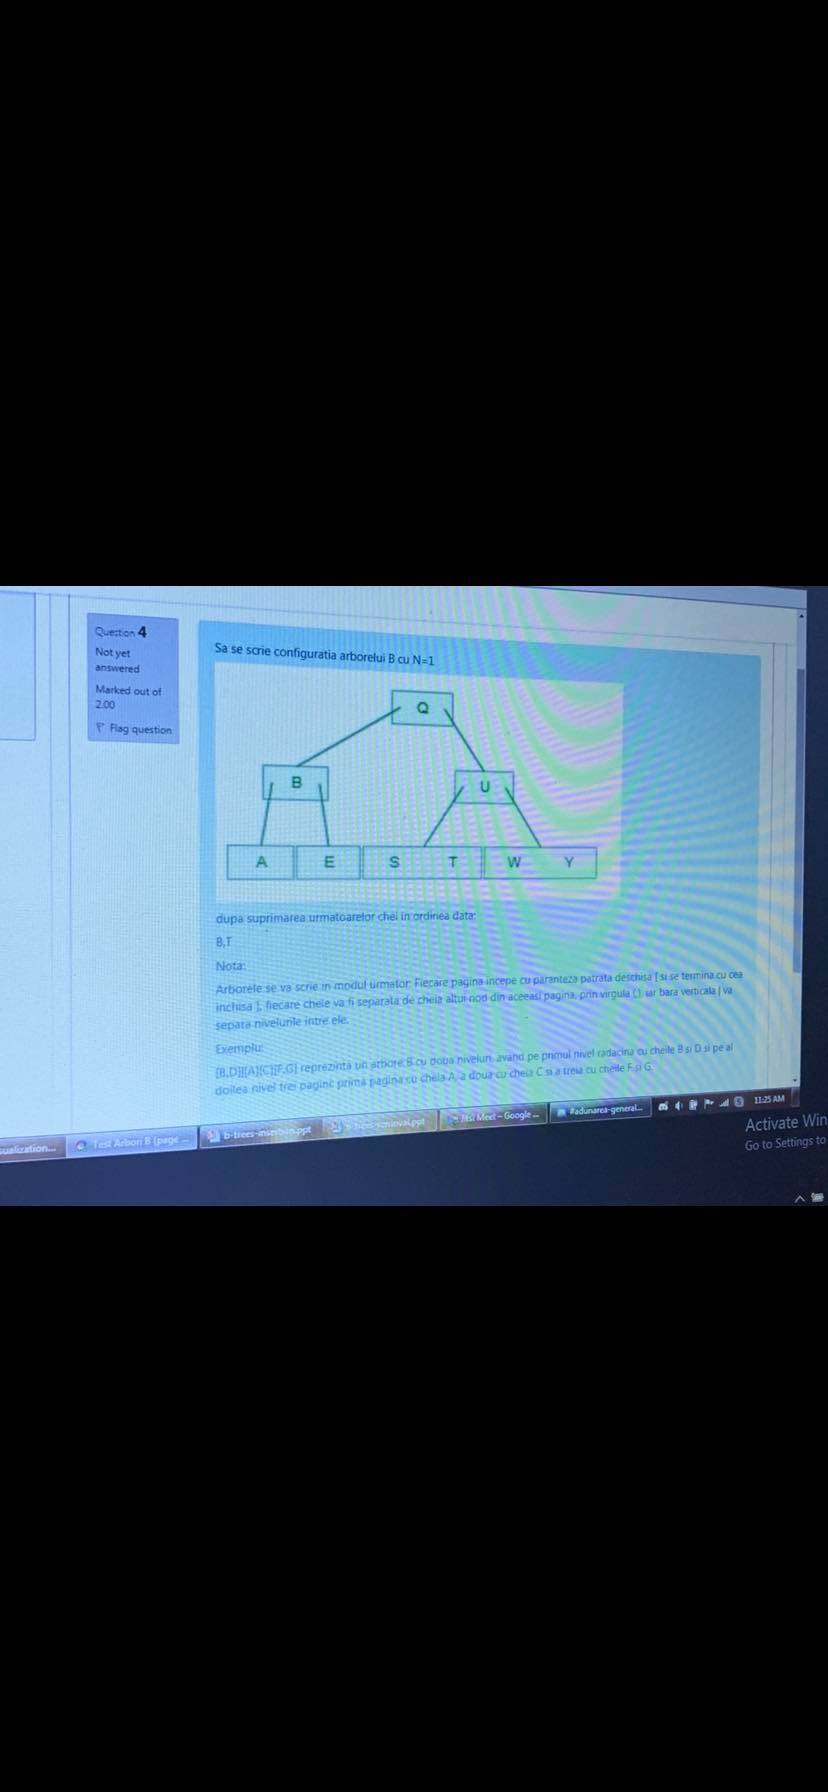 Question 4
Not yet
answered
Marked out of
2.00
Flag question
Sa se scrie configuratia arborelui B cu N=1
Q
B
U
A E S T W Y
dupa suprimarea urmatoarelor chei in ordinea data:
B,T
Nota:
Arborele se va scrie in modul urmator: Fiecare pagina incepe cu paranteza patrata deschisa [ si se termina cu cea
inchisa ], fiecare cheie va fi separata de cheia altui nod din aceeasi pagina, prin virgula (,) iar bara verticala | va
separa nivelurile intre ele.
Exemplu:
[B,D]|[A][C][F,G] reprezinta un arbore B cu doua niveluri, avand pe primul nivel radacina cu cheile B si D si pe al
doilea nivel trei pagini: prima pagina cu cheia A, a doua cu cheia C si a treia cu cheile F si G.
sualization...
Test Arbori B (page ...
b-trees-insertion.ppt
Meet - Google ...
#adunarea-general...
11:25 AM
Activate Win
Go to Settings to